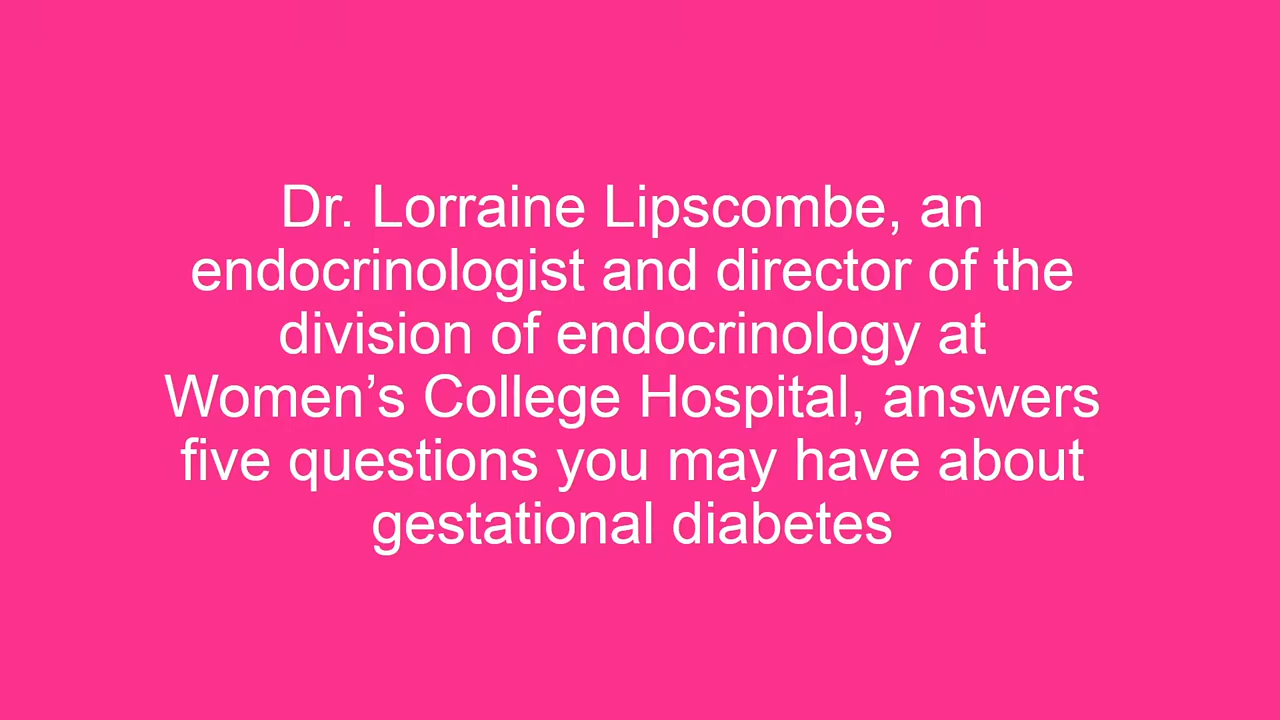 Dr. Lorraine Lipscombe, an
endocrinologist and director of the
division of endocrinology at
Women’s College Hospital, answers
five questions you may have about
gestational diabetes